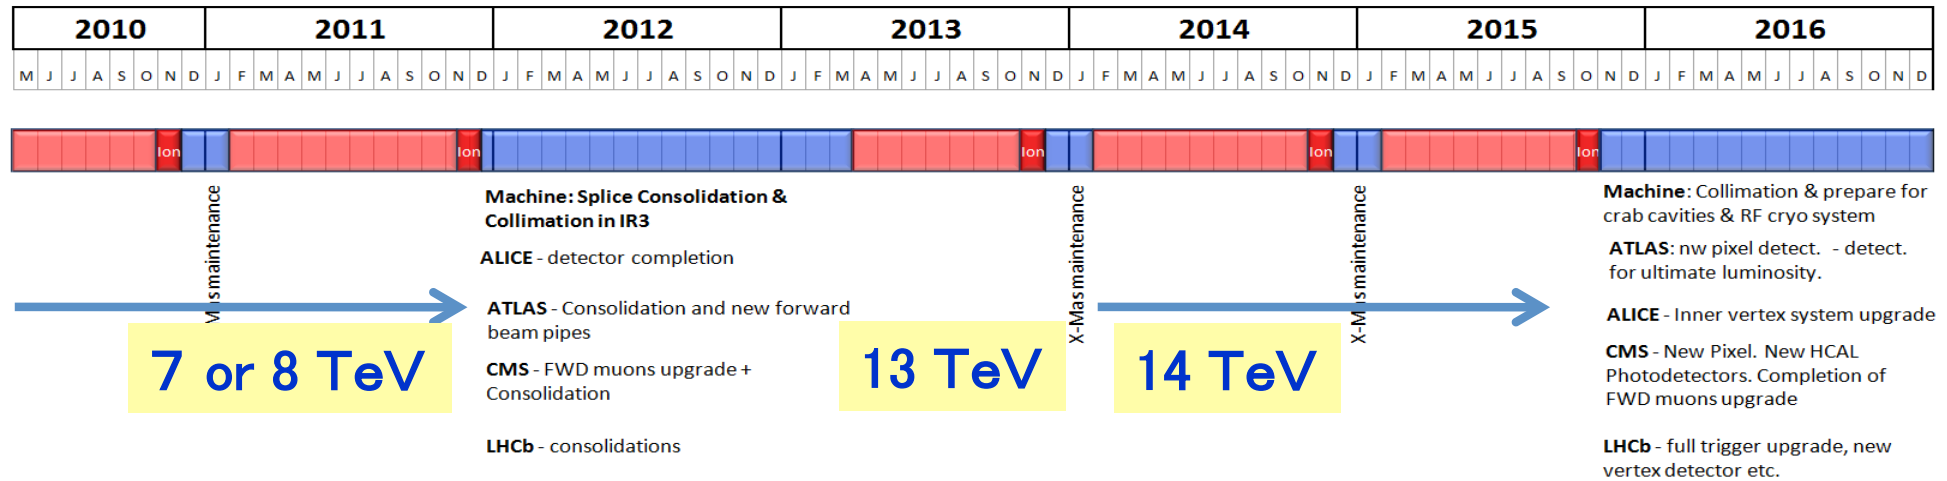 2010 2011 2012 2013 2014 2015 2016
M J J A S O N D J F M A M J J A S O N D J F M A M J J A S O N D J F M A M J J A S O N D J F M A M J J A S O N D J F M A M J J A S O N D J F M A M J J A S O N D
Ion Ion Ion Ion Ion
Mas maintenance
Machine: Splice Consolidation &
Collimation in IR3
ALICE - detector completion
ATLAS - Consolidation and new forward
beam pipes
CMS - FWD muons upgrade +
Consolidation
LHCb - consolidations
X-Mas maintenance
X-Mas maintenance
Machine: Collimation & prepare for
crab cavities & RF cryo system
ATLAS: nw pixel detect. - detect.
for ultimate luminosity.
ALICE - Inner vertex system upgrade
CMS - New Pixel. New HCAL
Photodetectors. Completion of
FWD muons upgrade
LHCb - full trigger upgrade, new
vertex detector etc.
7 or 8 TeV
13 TeV
14 TeV